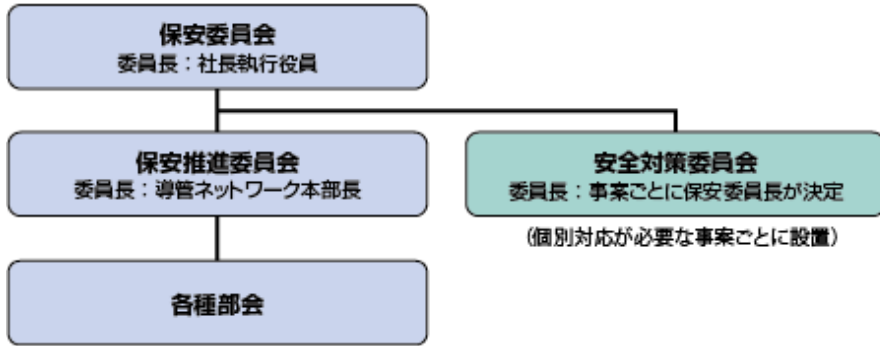 保安委員会
委員長：社長執行役員
保安推進委員会
委員長：導管ネットワーク本部長
安全対策委員会
委員長：事案ごとに保安委員長が決定
（個別対応が必要な事案ごとに設置）
各種部会